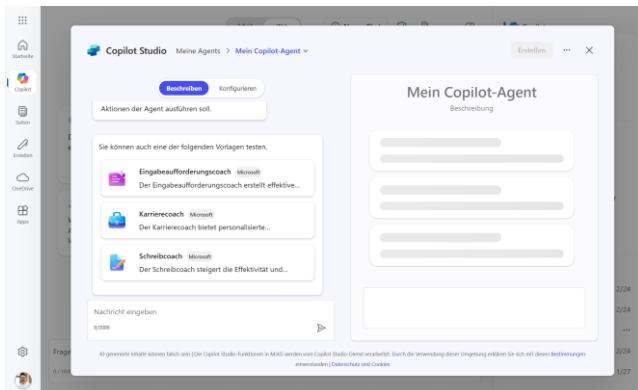 Startseite
Copilot
Seiten
Erstellen
OneDrive
Apps
Copilot Studio Meine Agents > Mein Copilot-Agent
Erstellen
Beschreiben Konfigurieren
Aktionen der Agent ausführen soll.
Sie können auch eine der folgenden Vorlagen testen.
Eingabeaufforderungscoach Microsoft
Der Eingabeaufforderungscoach erstellt effektive...
Karrierecoach Microsoft
Der Karrierecoach bietet personalisierte...
Schreibcoach Microsoft
Der Schreibcoach steigert die Effektivität und...
Nachricht eingeben
0/2000
Mein Copilot-Agent
Beschreibung
KI-generierte Inhalte können falsch sein | Die Copilot Studio-Funktionen in M365 werden vom Copilot Studio-Dienst verarbeitet. Durch die Verwendung dieser Umgebung erklären Sie sich mit diesen Bestimmungen
einverstanden | Datenschutz und Cookies
2/24
2/24
...
2/24
1/27
Frage